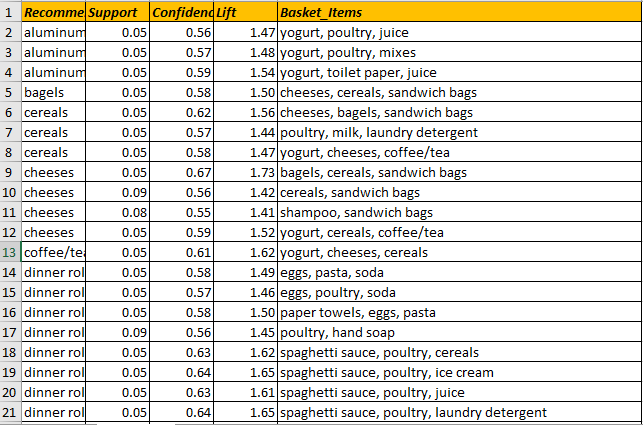 1 Recomme Support Confidenc Lift Basket_Items
2 aluminum 0.05 0.56 1.47 yogurt, poultry, juice
3 aluminum 0.05 0.57 1.48 yogurt, poultry, mixes
4 aluminum 0.05 0.59 1.54 yogurt, toilet paper, juice
5 bagels 0.05 0.58 1.50 cheeses, cereals, sandwich bags
6 cereals 0.05 0.62 1.56 cheeses, bagels, sandwich bags
7 cereals 0.05 0.57 1.44 poultry, milk, laundry detergent
8 cereals 0.05 0.58 1.47 yogurt, cheeses, coffee/tea
9 cheeses 0.05 0.67 1.73 bagels, cereals, sandwich bags
10 cheeses 0.09 0.56 1.42 cereals, sandwich bags
11 cheeses 0.08 0.55 1.41 shampoo, sandwich bags
12 cheeses 0.05 0.59 1.52 yogurt, cereals, coffee/tea
13 coffee/tea 0.05 0.61 1.62 yogurt, cheeses, cereals
14 dinner rol 0.05 0.58 1.49 eggs, pasta, soda
15 dinner rol 0.05 0.57 1.46 eggs, poultry, soda
16 dinner rol 0.05 0.58 1.50 paper towels, eggs, pasta
17 dinner rol 0.09 0.56 1.45 poultry, hand soap
18 dinner rol 0.05 0.63 1.62 spaghetti sauce, poultry, cereals
19 dinner rol 0.05 0.64 1.65 spaghetti sauce, poultry, ice cream
20 dinner rol 0.05 0.63 1.61 spaghetti sauce, poultry, juice
21 dinner rol 0.05 0.64 1.65 spaghetti sauce, poultry, laundry detergent